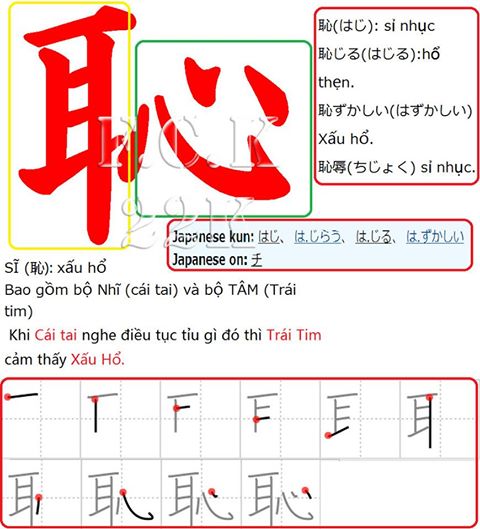 恥
恥(はじ): sỉ nhục
恥じる(はじる):hổ
thẹn.
恥ずかしい(はずかしい)
Xấu hổ.
恥辱(ちじょく) sỉ nhục.
H.C.K
22K
Japanese kun: はじ、 は.じらう、 は.じる、 は.ずかしい
Japanese on: チ
SĨ (恥): xấu hổ
Bao gồm bộ Nhĩ (cái tai) và bộ TÂM (Trái
tim)
Khi Cái tai nghe điều tục tỉu gì đó thì Trái Tim
cảm thấy Xấu Hổ.